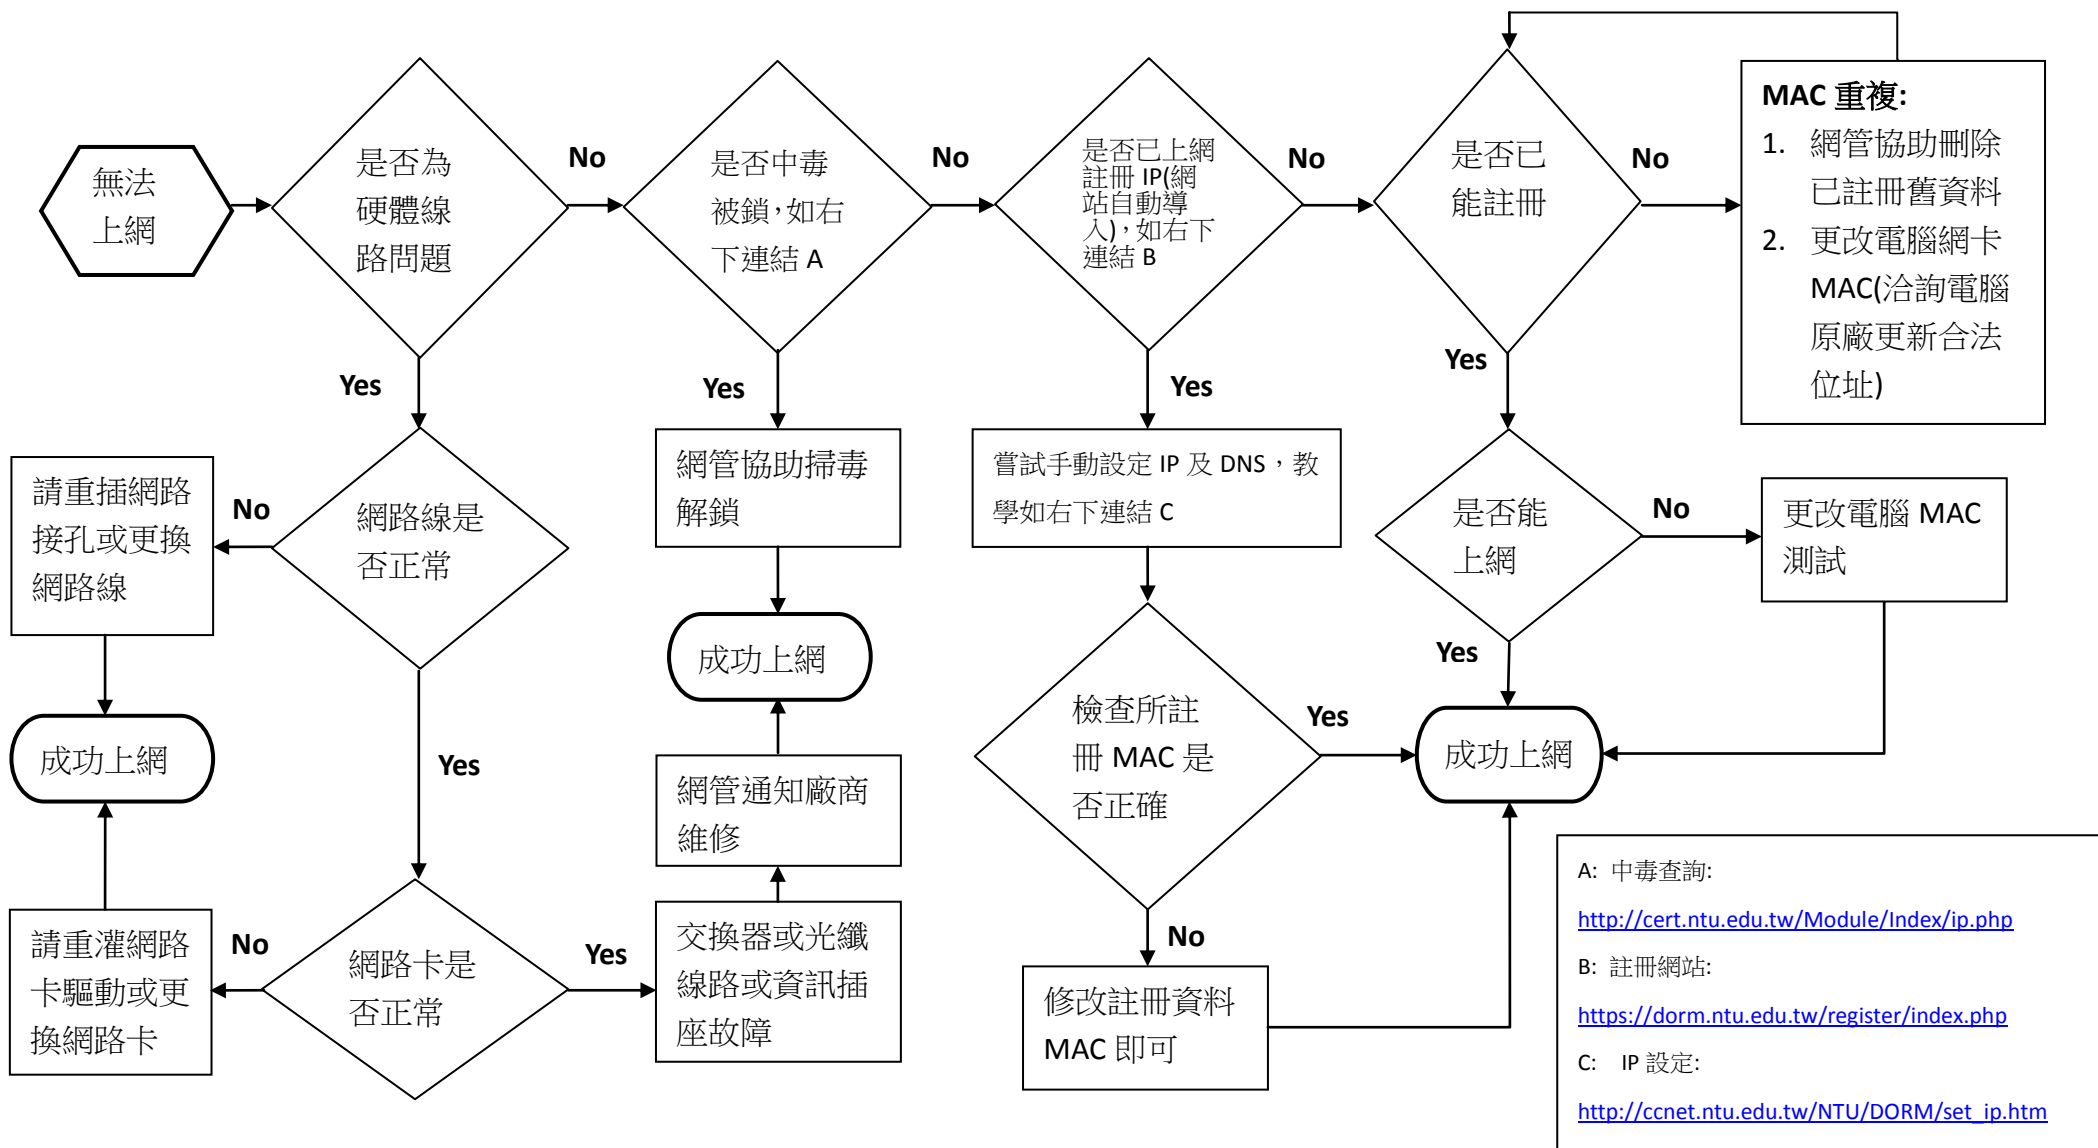 無法
上網
是否為
硬體線
路問題
No
是否中毒
被鎖，如右
下連結 A
No
是否已上網
註冊 IP(網
站自動導
入)，如右下
連結 B
No
是否已
能註冊
No
MAC 重複:
1. 網管協助刪除
已註冊舊資料
2. 更改電腦網卡
MAC(洽詢電腦
原廠更新合法
位址)
Yes
Yes
Yes
Yes
請重插網路
接孔或更換
網路線
No
網路線是
否正常
網管協助掃毒
解鎖
嘗試手動設定 IP 及 DNS，教
學如右下連結 C
是否能
上網
No
更改電腦 MAC
測試
成功上網
Yes
成功上網
Yes
網管通知廠商
維修
檢查所註
冊 MAC 是
否正確
Yes
成功上網
請重灌網路
卡驅動或更
換網路卡
No
網路卡是
否正常
Yes
交換器或光纖
線路或資訊插
座故障
No
修改註冊資料
MAC 即可
A: 中毒查詢:
http://cert.ntu.edu.tw/Module/Index/ip.php
B: 註冊網站:
https://dorm.ntu.edu.tw/register/index.php
C: IP 設定:
http://ccnet.ntu.edu.tw/NTU/DORM/set_ip.htm